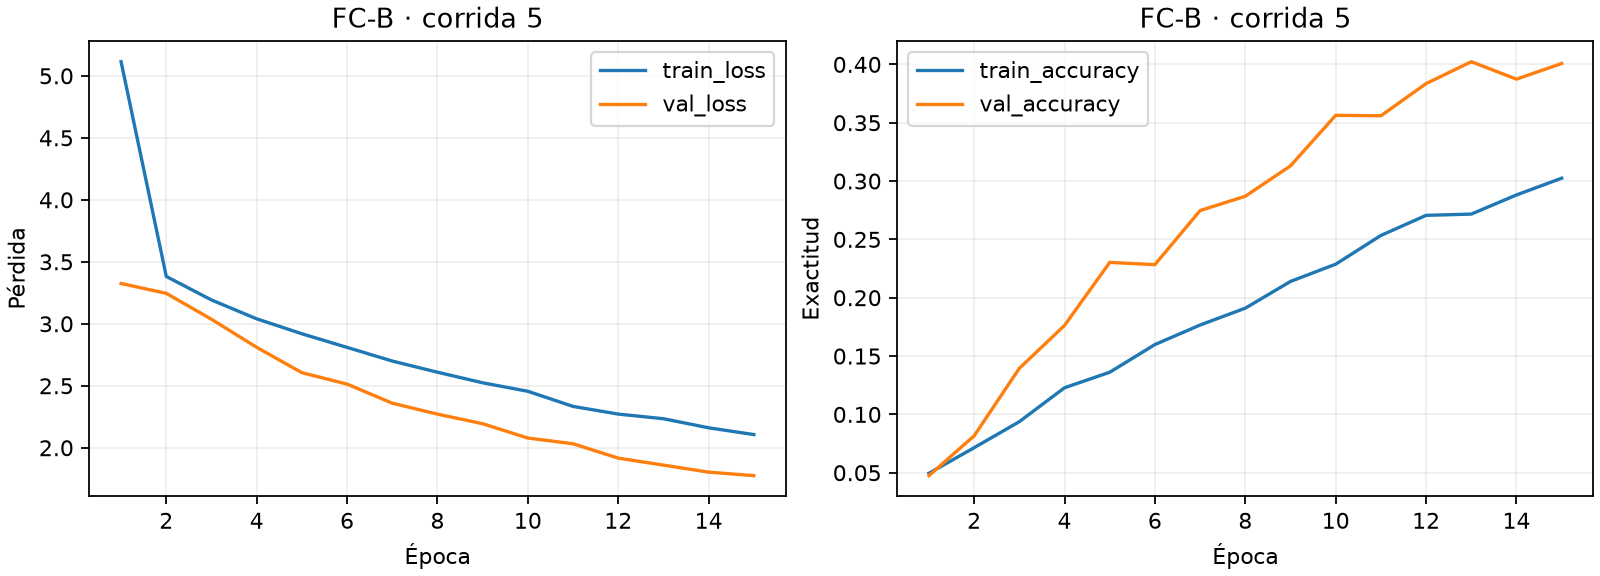 FC-B · corrida 5
5.0
4.5
4.0
3.5
3.0
2.5
2.0
Pérdida
train_loss
val_loss
2 4 6 8 10 12 14
Época
FC-B · corrida 5
0.40
0.35
0.30
0.25
0.20
0.15
0.10
0.05
Exactitud
train_accuracy
val_accuracy
2 4 6 8 10 12 14
Época